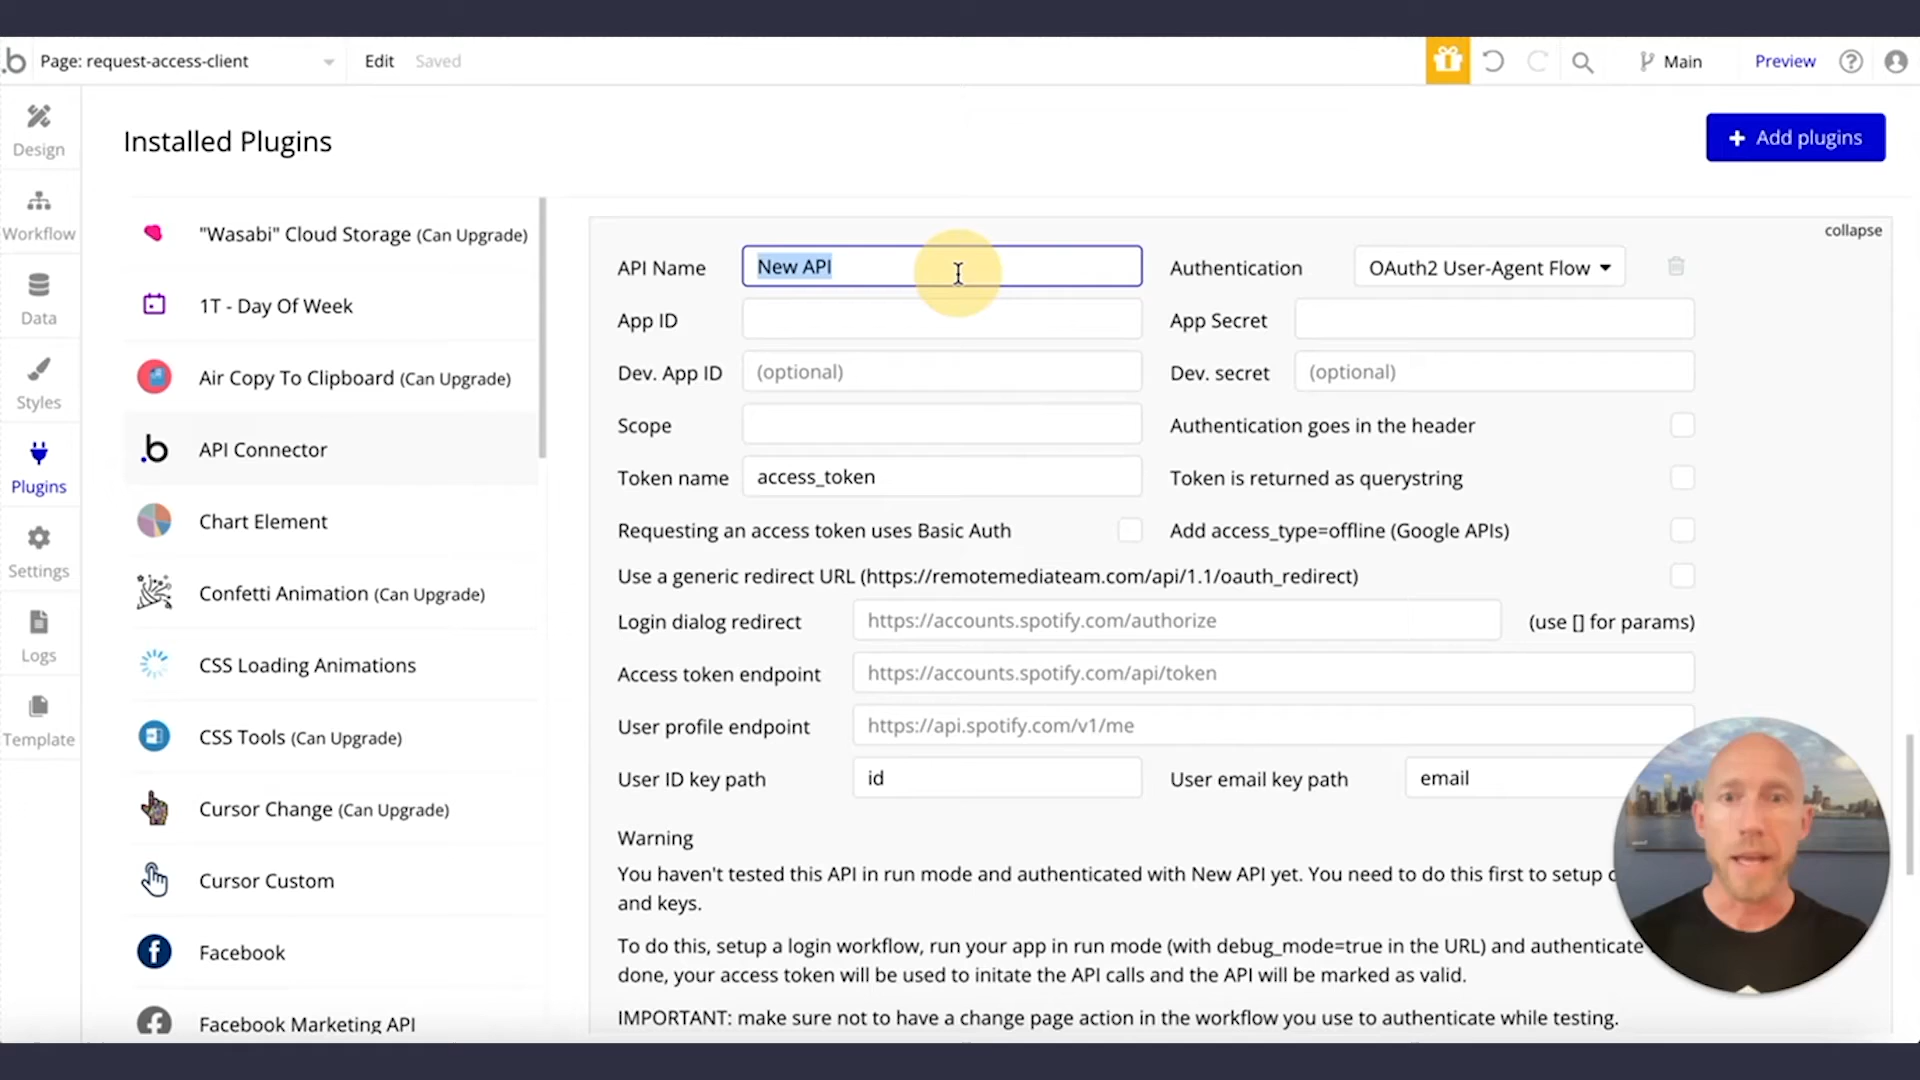 .b Page: request-access-client Edit Saved Main Preview ?
Design
Workflow
Data
Styles
Plugins
Settings
Logs
Template
Installed Plugins
+ Add plugins
"Wasabi" Cloud Storage (Can Upgrade)
1T - Day Of Week
Air Copy To Clipboard (Can Upgrade)
.b API Connector
Chart Element
Confetti Animation (Can Upgrade)
CSS Loading Animations
CSS Tools (Can Upgrade)
Cursor Change (Can Upgrade)
Cursor Custom
Facebook
Facebook Marketing API
collapse
API Name New API Authentication OAuth2 User-Agent Flow
App ID App Secret
Dev. App ID (optional) Dev. secret (optional)
Scope Authentication goes in the header
Token name access_token Token is returned as querystring
Requesting an access token uses Basic Auth Add access_type=offline (Google APIs)
Use a generic redirect URL (https://remotemediateam.com/api/1.1/oauth_redirect)
Login dialog redirect https://accounts.spotify.com/authorize (use [] for params)
Access token endpoint https://accounts.spotify.com/api/token
User profile endpoint https://api.spotify.com/v1/me
User ID key path id User email key path email
Warning
You haven't tested this API in run mode and authenticated with New API yet. You need to do this first to setup
and keys.
To do this, setup a login workflow, run your app in run mode (with debug_mode=true in the URL) and authenticate
done, your access token will be used to initate the API calls and the API will be marked as valid.
IMPORTANT: make sure not to have a change page action in the workflow you use to authenticate while testing.